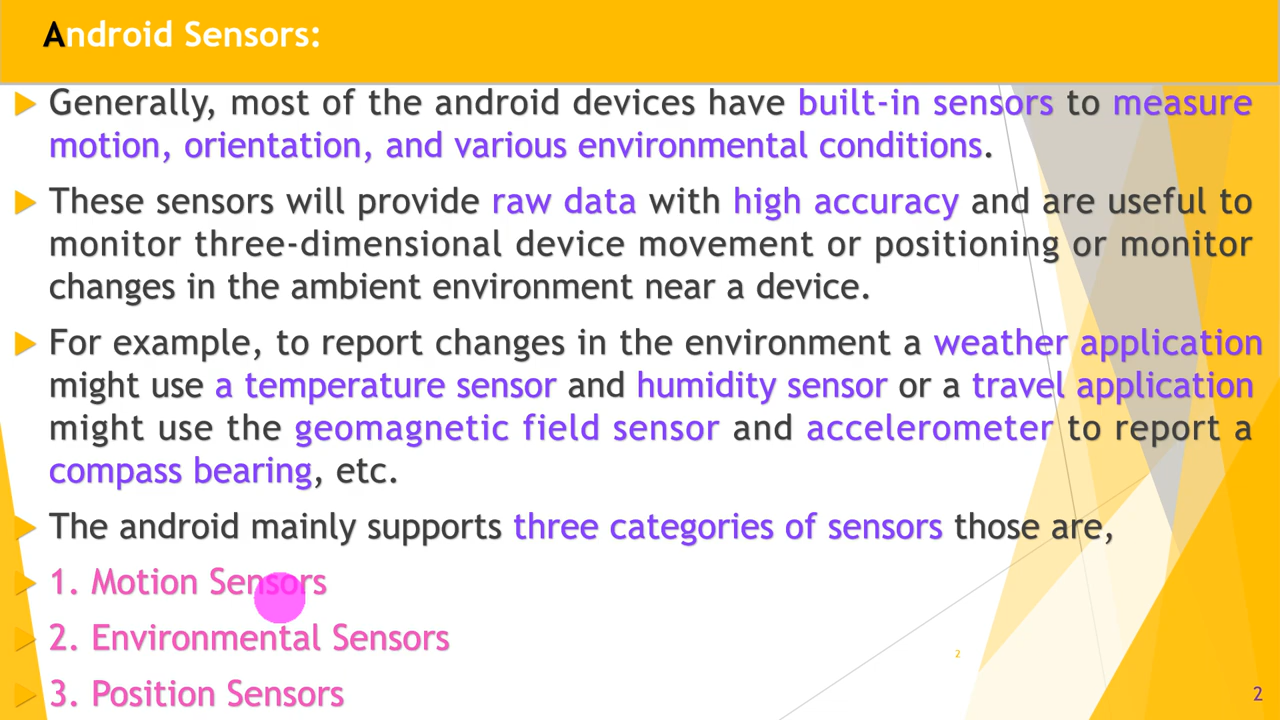 Android Sensors:
Generally, most of the android devices have built-in sensors to measure
motion, orientation, and various environmental conditions.
These sensors will provide raw data with high accuracy and are useful to
monitor three-dimensional device movement or positioning or monitor
changes in the ambient environment near a device.
For example, to report changes in the environment a weather application
might use a temperature sensor and humidity sensor or a travel application
might use the geomagnetic field sensor and accelerometer to report a
compass bearing, etc.
The android mainly supports three categories of sensors those are,
1. Motion Sensors
2. Environmental Sensors
2
3. Position Sensors
2